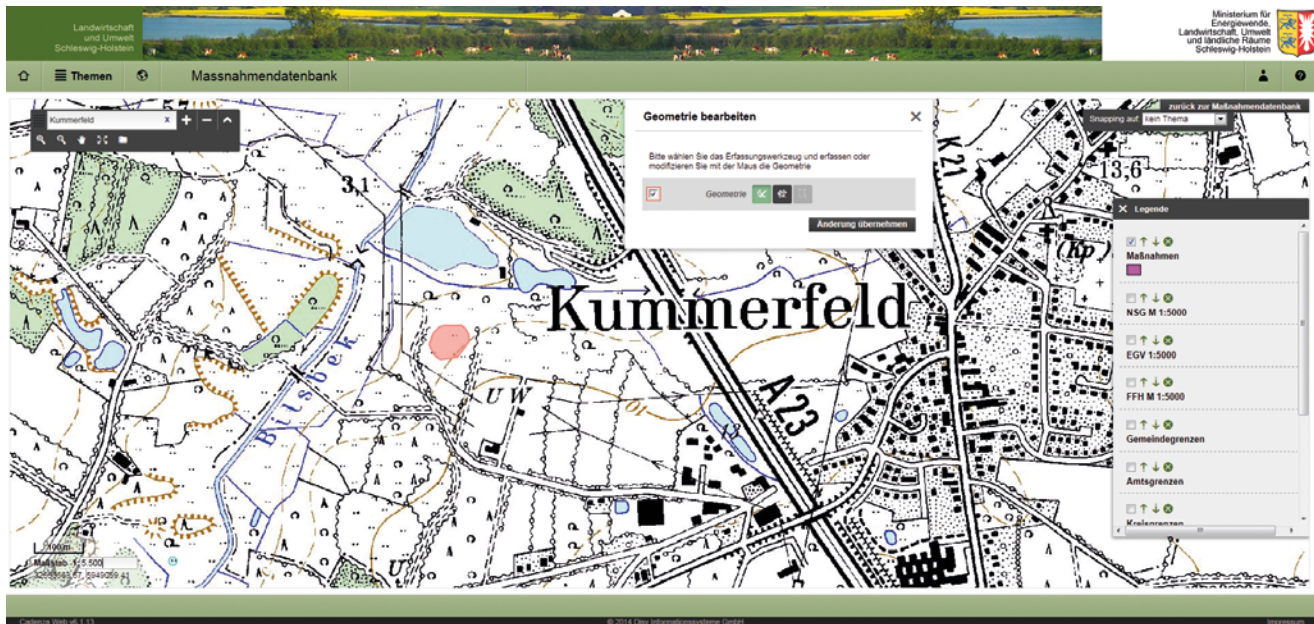 Landwirtschaft
und Umwelt
Schleswig-Holstein
Ministerium für
Energiewende,
Landwirtschaft, Umwelt
und ländliche Räume
Schleswig-Holstein
Themen
Massnahmendatenbank
zurück zur Maßnahmendatenbank
Kummerfeld x
Snapping auf: kein Thema
Geometrie bearbeiten
Bitte wählen Sie das Erfassungswerkzeug und erfassen oder
modifizieren Sie mit der Maus die Geometrie
Geometrie
Änderung übernehmen
K 21
13,6
3,1
(Kp)
Legende
Maßnahmen
NSG M 1:5000
EGV 1:5000
FFH M 1:5000
Gemeindegrenzen
Amtsgrenzen
Kreisgrenzen
Kummerfeld
Bilsbek
5
U W
10
A 23
U
100 m
Maßstab 1: 5.500
Cadenza Web v6.1.13
© 2014 Disy Informationssysteme GmbH
Impressum